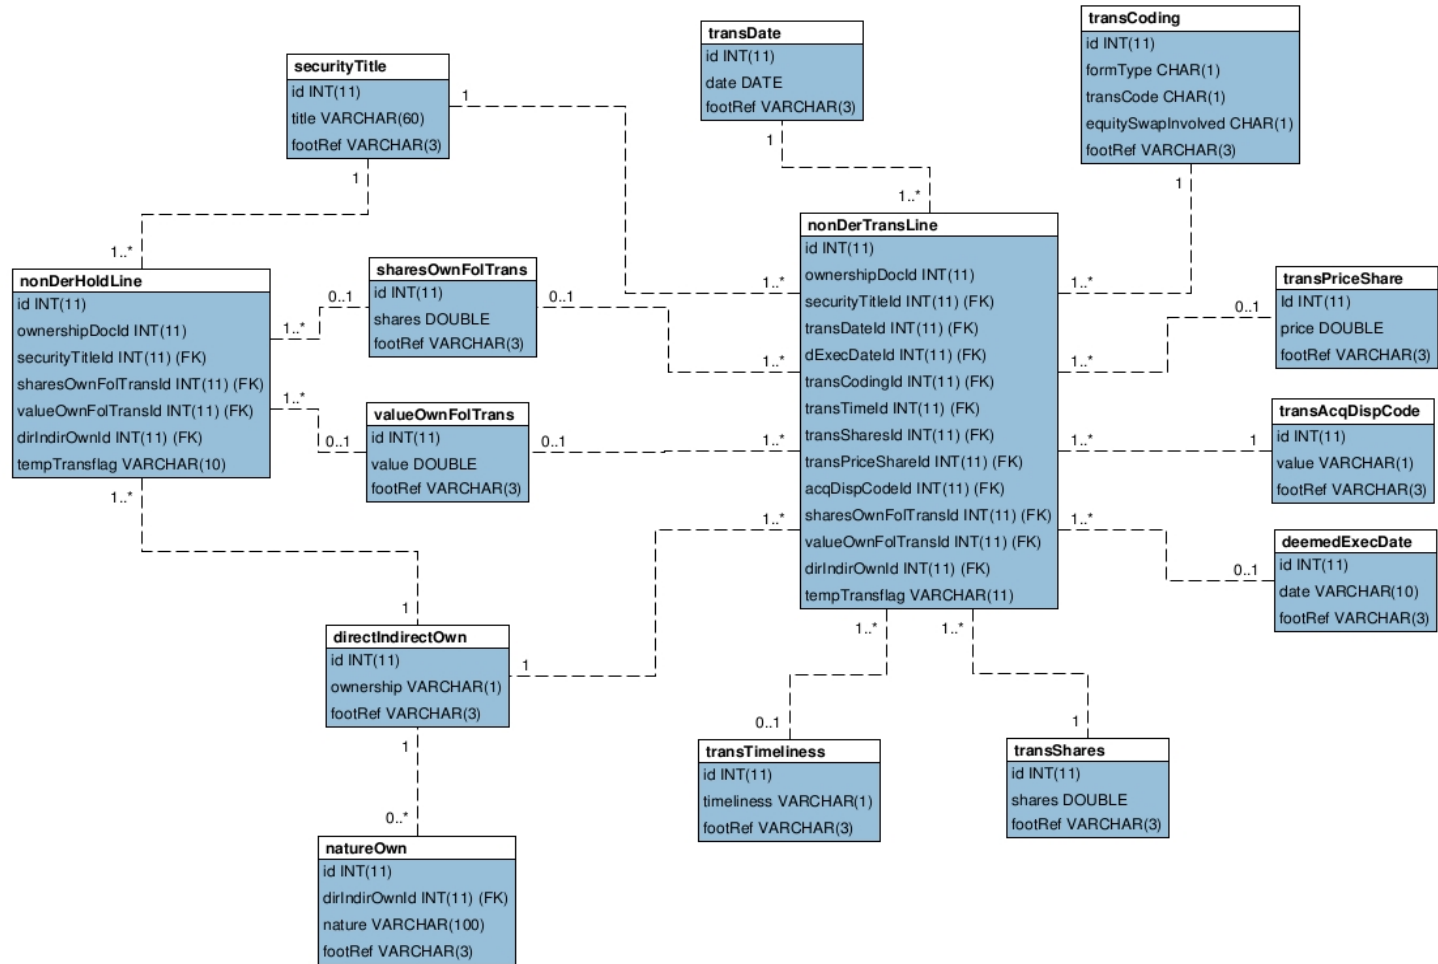 securityTitle
id INT(11)
title VARCHAR(60)
footRef VARCHAR(3)
1
1
transDate
id INT(11)
date DATE
footRef VARCHAR(3)
1
1..*
transCoding
id INT(11)
formType CHAR(1)
transCode CHAR(1)
equitySwapInvolved CHAR(1)
footRef VARCHAR(3)
1
1..*
nonDerHoldLine
id INT(11)
ownershipDocId INT(11)
securityTitleId INT(11) (FK)
sharesOwnFolTransId INT(11) (FK)
valueOwnFolTransId INT(11) (FK)
dirIndirOwnId INT(11) (FK)
tempTransflag VARCHAR(10)
1..*
1..*
1..*
0..1
0..1
sharesOwnFolTrans
id INT(11)
shares DOUBLE
footRef VARCHAR(3)
0..1
valueOwnFolTrans
id INT(11)
value DOUBLE
footRef VARCHAR(3)
0..1
nonDerTransLine
id INT(11)
ownershipDocId INT(11)
securityTitleId INT(11) (FK)
transDateId INT(11) (FK)
dExecDateId INT(11) (FK)
transCodingId INT(11) (FK)
transTimeId INT(11) (FK)
transSharesId INT(11) (FK)
transPriceShareId INT(11) (FK)
acqDispCodeId INT(11) (FK)
sharesOwnFolTransId INT(11) (FK)
valueOwnFolTransId INT(11) (FK)
dirIndirOwnId INT(11) (FK)
tempTransflag VARCHAR(11)
1..*
1..*
1..*
1..*
1..*
1..*
1..*
1..*
1..*
1..*
transPriceShare
Id INT(11)
price DOUBLE
footRef VARCHAR(3)
0..1
transAcqDispCode
id INT(11)
value VARCHAR(1)
footRef VARCHAR(3)
1
deemedExecDate
id INT(11)
date VARCHAR(10)
footRef VARCHAR(3)
0..1
1
directIndirectOwn
id INT(11)
ownership VARCHAR(1)
footRef VARCHAR(3)
1
1
0..*
natureOwn
id INT(11)
dirIndirOwnId INT(11) (FK)
nature VARCHAR(100)
footRef VARCHAR(3)
0..1
transTimeliness
id INT(11)
timeliness VARCHAR(1)
footRef VARCHAR(3)
1
transShares
id INT(11)
shares DOUBLE
footRef VARCHAR(3)